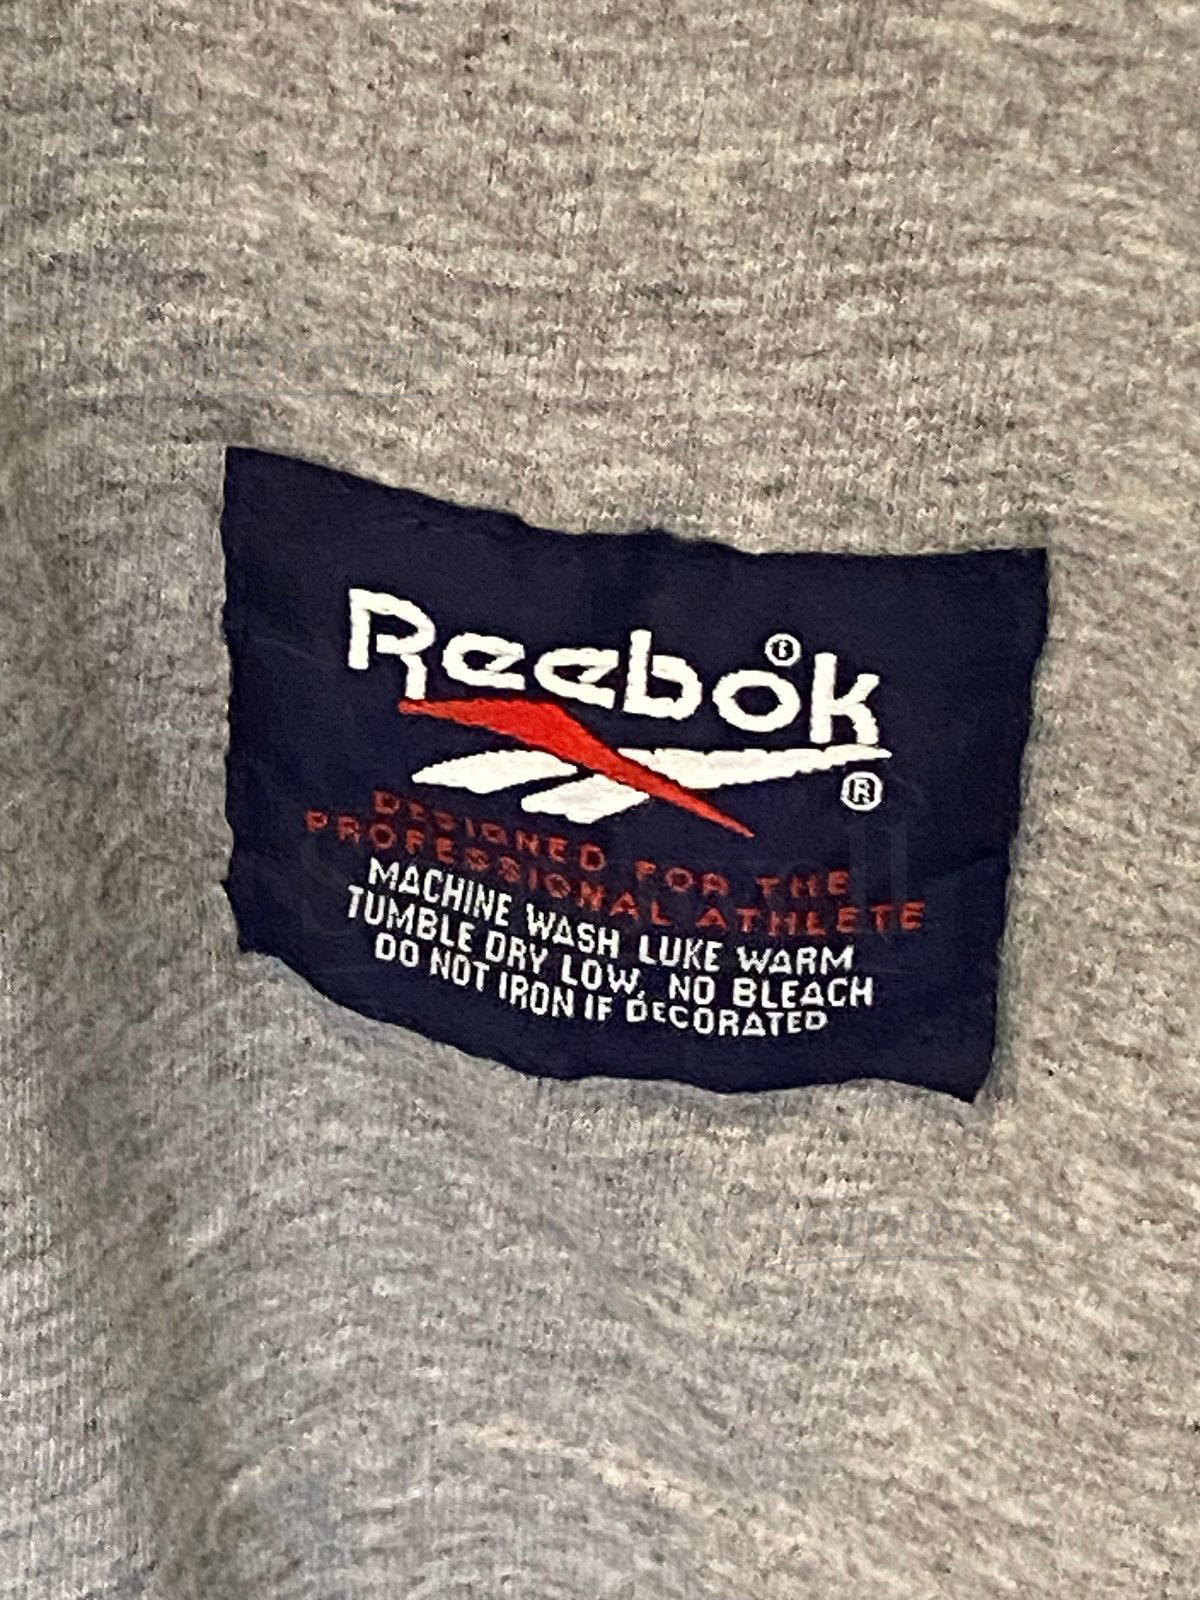 Reebok®
®
DESIGNED FOR THE
PROFESSIONAL ATHLETE
MACHINE WASH LUKE WARM
TUMBLE DRY LOW, NO BLEACH
DO NOT IRON IF DECORATED